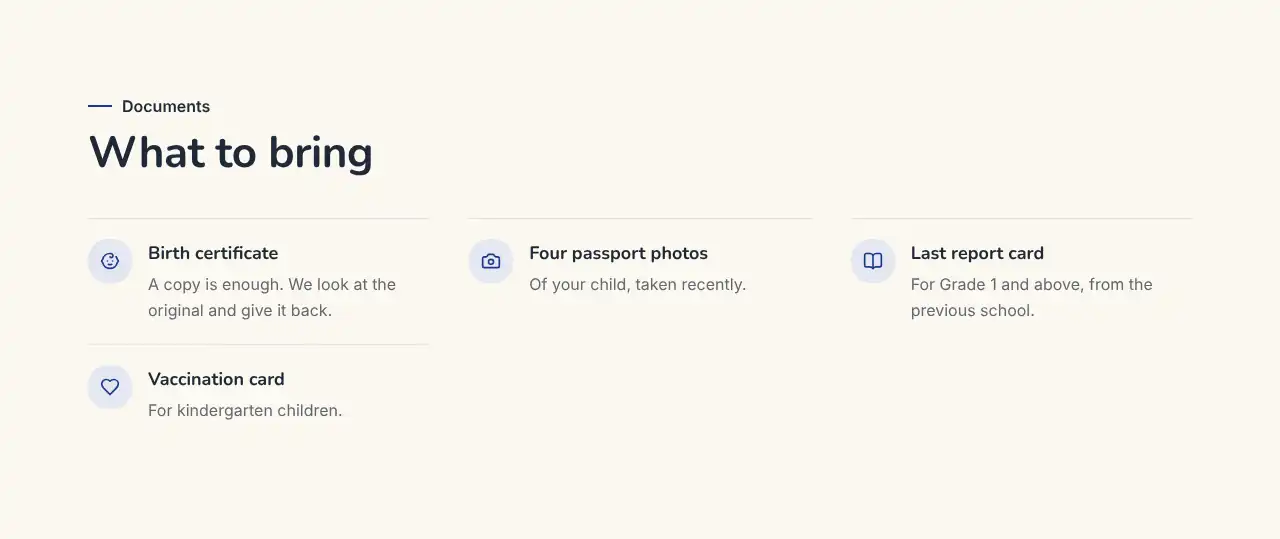 Documents
What to bring
Birth certificate
A copy is enough. We look at the
original and give it back.
Four passport photos
Of your child, taken recently.
Last report card
For Grade 1 and above, from the
previous school.
Vaccination card
For kindergarten children.